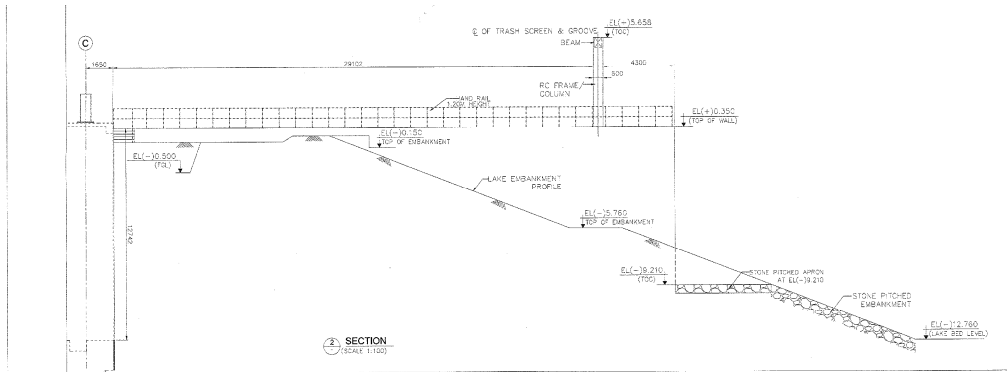 EL(+)5.658
(TOC)
℄ OF TRASH SCREEN & GROOVE
BEAM
C
1650
29102
4300
500
RC FRAME
COLUMN
HAND RAIL
1.20M HEIGHT
EL(+)0.350
(TOP OF WALL)
EL(-)0.150
TOP OF EMBANKMENT
EL(-)0.500
(FGL)
LAKE EMBANKMENT
PROFILE
EL(-)5.760
TOP OF EMBANKMENT
12742
EL(-)9.210
(TOC)
STONE PITCHED APRON
AT EL(-)9.210
STONE PITCHED
EMBANKMENT
EL(-)12.760
(LAKE BED LEVEL)
2 SECTION
(SCALE 1:100)